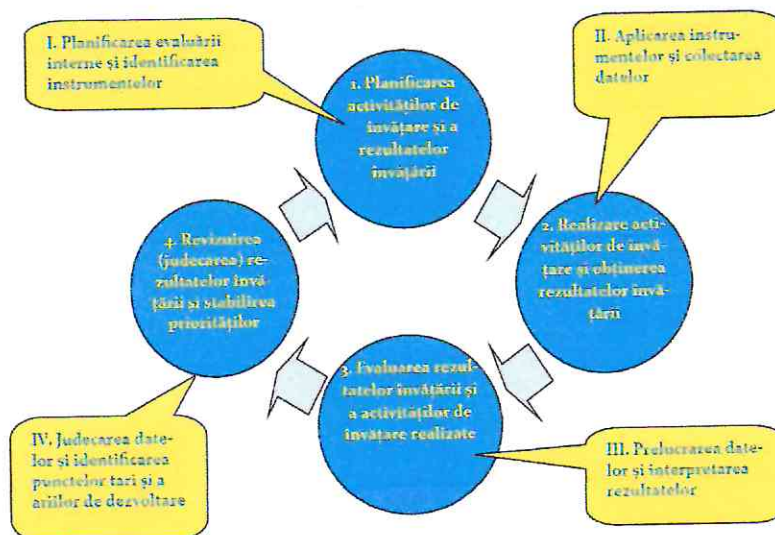 I. Planificarea evaluării
interne și identificarea
instrumentelor
II. Aplicarea instru-
mentelor și colectarea
datelor
1. Planificarea
activităților de
învățare și a
rezultatelor
învățării
2. Realizare acti-
vităților de învă-
țare și obținerea
rezultatelor învă-
țării
4. Revizuirea
(judecarea) re-
zultatelor învă-
țării și stabilirea
priorităților
3. Evaluarea rezul-
tatelor învățării și
a activităților de
învățare realizate
IV. Judecarea date-
lor și identificarea
punctelor tari și a
ariilor de dezvoltare
III. Prelucrarea date-
lor și interpretarea
rezultatelor